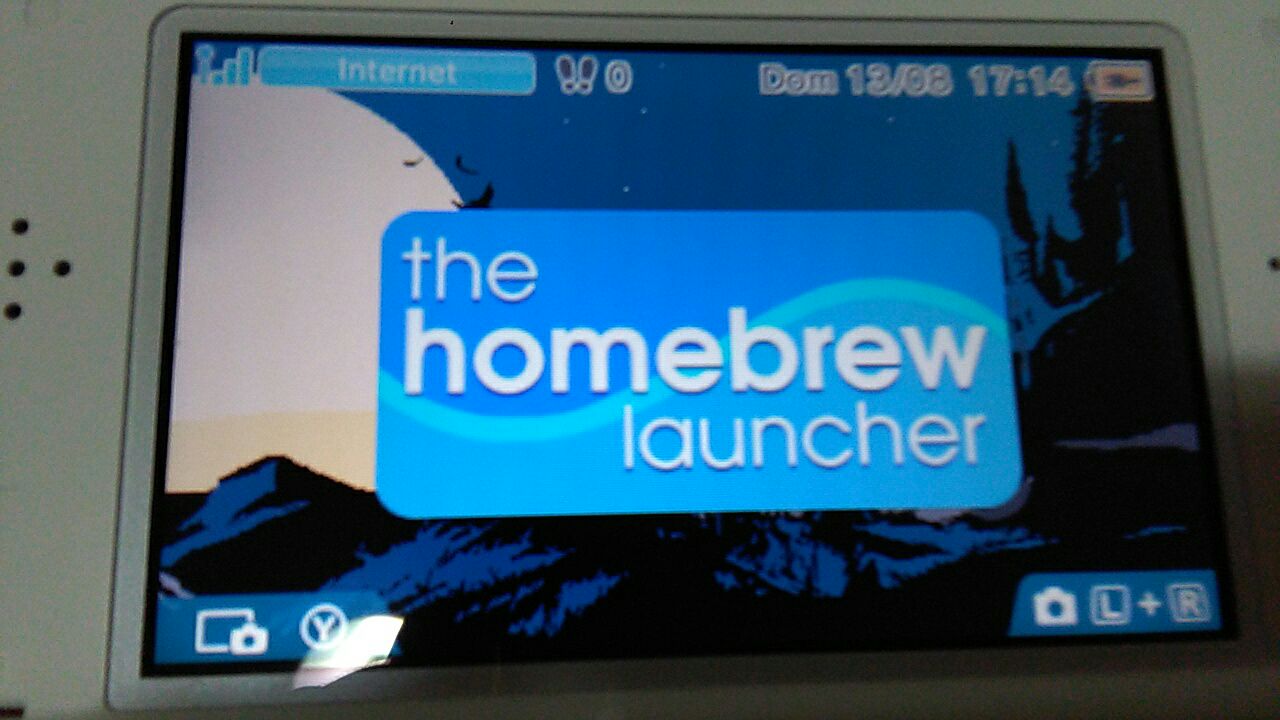 Internet
0
Dom 13/08 17:14
the
homebrew
launcher
Y
L + R